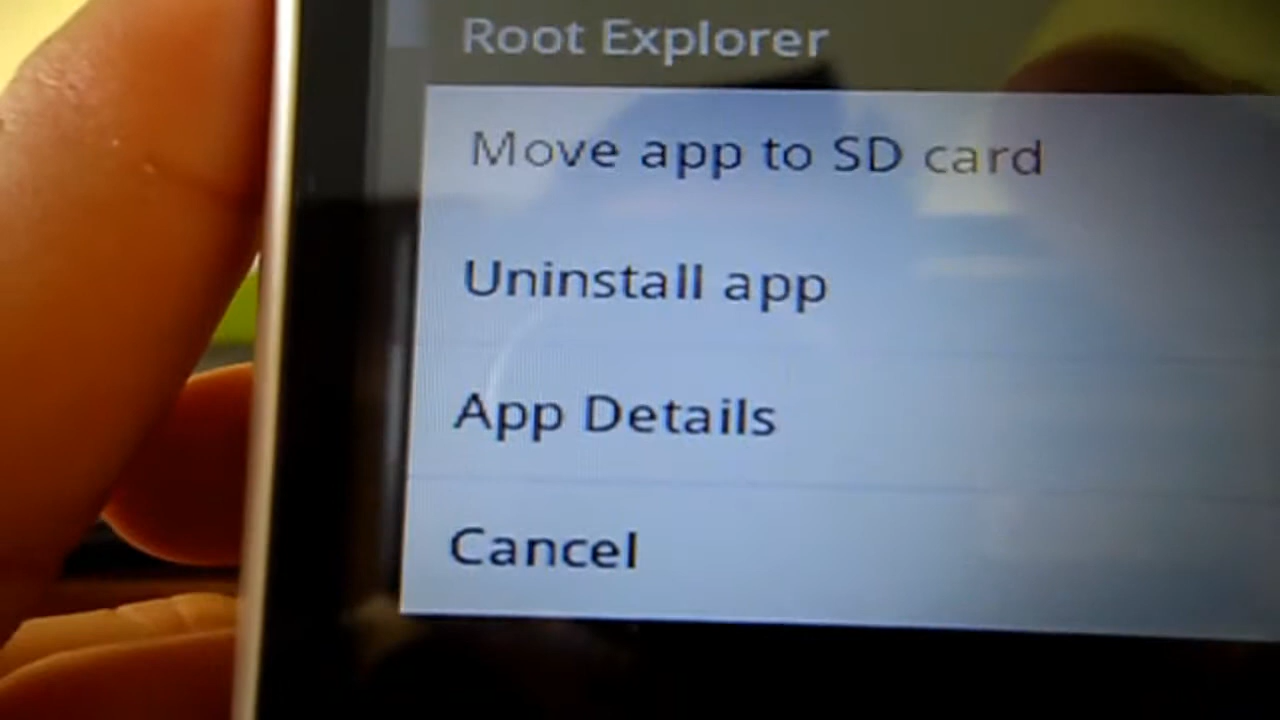 Root Explorer
Move app to SD card
Uninstall app
App Details
Cancel